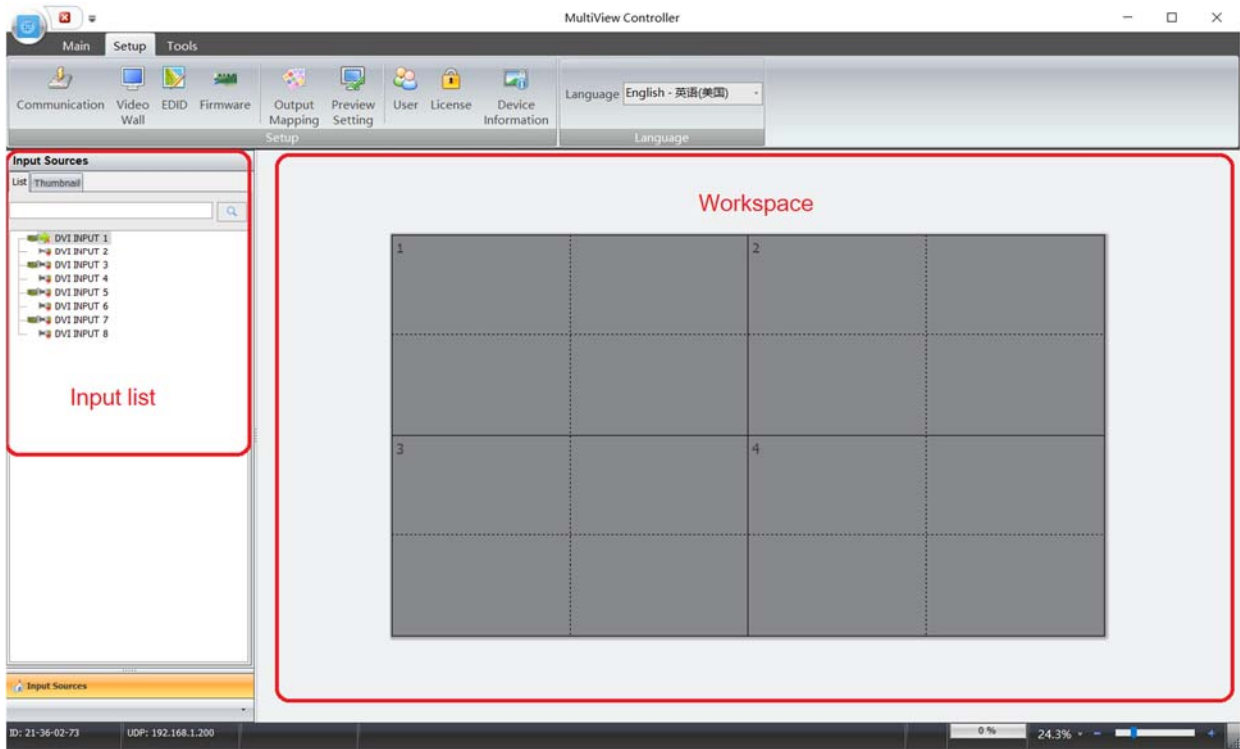 MultiView Controller
Main Setup Tools
Communication Video Wall EDID Firmware Output Mapping Preview Setting User License Device Information
Language English - 英语(美国)
Setup Language
Input Sources
List Thumbnail
DVI INPUT 1
DVI INPUT 2
DVI INPUT 3
DVI INPUT 4
DVI INPUT 5
DVI INPUT 6
DVI INPUT 7
DVI INPUT 8
Input list
Workspace
1 2
3 4
Input Sources
ID: 21-36-02-73 UDP: 192.168.1.200 0 % 24.3%